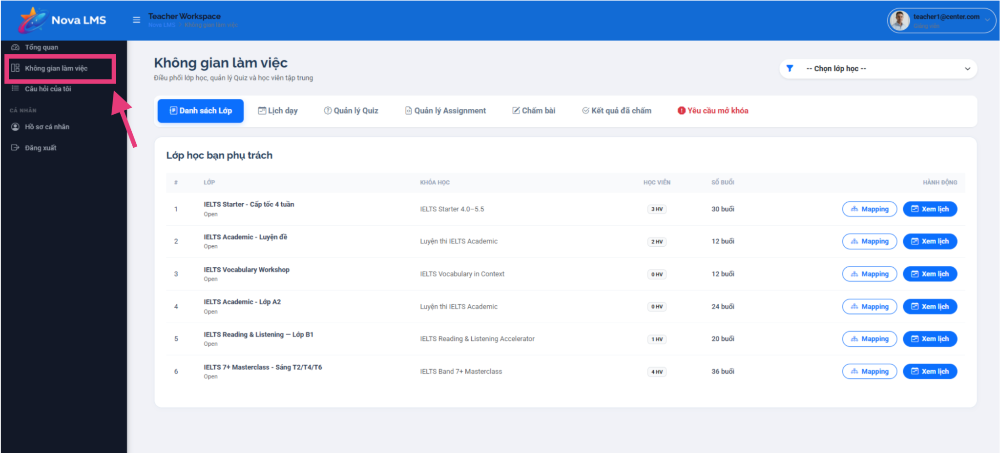 Nova LMS
Teacher Workspace
Nova LMS > Không gian làm việc
teacher1@center.com
Giảng viên
Tổng quan
Không gian làm việc
Câu hỏi của tôi
CÁ NHÂN
Hồ sơ cá nhân
Đăng xuất
Không gian làm việc
Điều phối lớp học, quản lý Quiz và học viên tập trung
-- Chọn lớp học --
Danh sách Lớp Lịch dạy Quản lý Quiz Quản lý Assignment Chấm bài Kết quả đã chấm Yêu cầu mở khóa
Lớp học bạn phụ trách
# LỚP KHÓA HỌC HỌC VIÊN SỐ BUỔI HÀNH ĐỘNG
1 IELTS Starter - Cấp tốc 4 tuần IELTS Starter 4.0–5.5 3 HV 30 buổi Mapping Xem lịch
Open
2 IELTS Academic - Luyện đề Luyện thi IELTS Academic 2 HV 12 buổi Mapping Xem lịch
Open
3 IELTS Vocabulary Workshop IELTS Vocabulary in Context 0 HV 12 buổi Mapping Xem lịch
Open
4 IELTS Academic - Lớp A2 Luyện thi IELTS Academic 0 HV 24 buổi Mapping Xem lịch
Open
5 IELTS Reading & Listening — Lớp B1 IELTS Reading & Listening Accelerator 1 HV 20 buổi Mapping Xem lịch
Open
6 IELTS 7+ Masterclass - Sáng T2/T4/T6 IELTS Band 7+ Masterclass 4 HV 36 buổi Mapping Xem lịch
Open